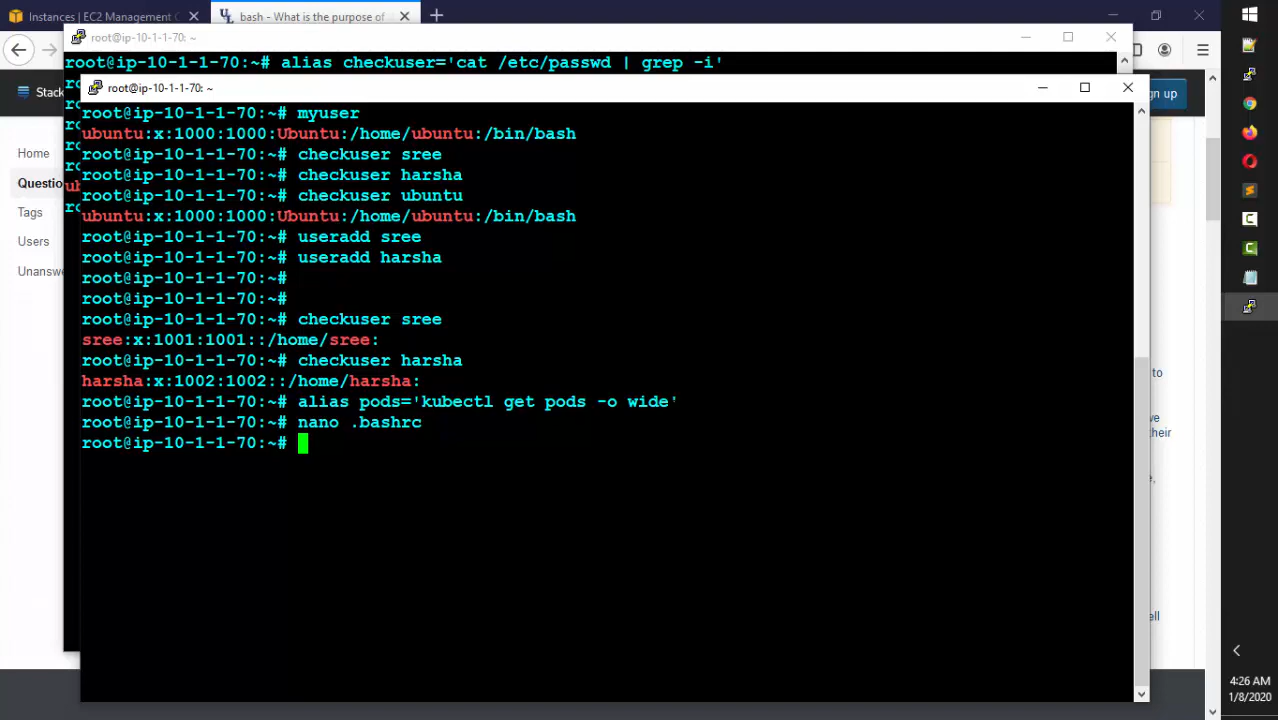 Instances | EC2 Management C
bash - What is the purpose of
root@ip-10-1-1-70: ~
root@ip-10-1-1-70:~# alias checkuser='cat /etc/passwd | grep -i'
Stack
Sign up
Home
Questio
Tags
Users
Unansw
root@ip-10-1-1-70: ~
root@ip-10-1-1-70:~# myuser
ubuntu:x:1000:1000:Ubuntu:/home/ubuntu:/bin/bash
root@ip-10-1-1-70:~# checkuser sree
root@ip-10-1-1-70:~# checkuser harsha
root@ip-10-1-1-70:~# checkuser ubuntu
ubuntu:x:1000:1000:Ubuntu:/home/ubuntu:/bin/bash
root@ip-10-1-1-70:~# useradd sree
root@ip-10-1-1-70:~# useradd harsha
root@ip-10-1-1-70:~#
root@ip-10-1-1-70:~#
root@ip-10-1-1-70:~# checkuser sree
sree:x:1001:1001::/home/sree:
root@ip-10-1-1-70:~# checkuser harsha
harsha:x:1002:1002::/home/harsha:
root@ip-10-1-1-70:~# alias pods='kubectl get pods -o wide'
root@ip-10-1-1-70:~# nano .bashrc
root@ip-10-1-1-70:~#
to
we
their
ell
4:26 AM
1/8/2020